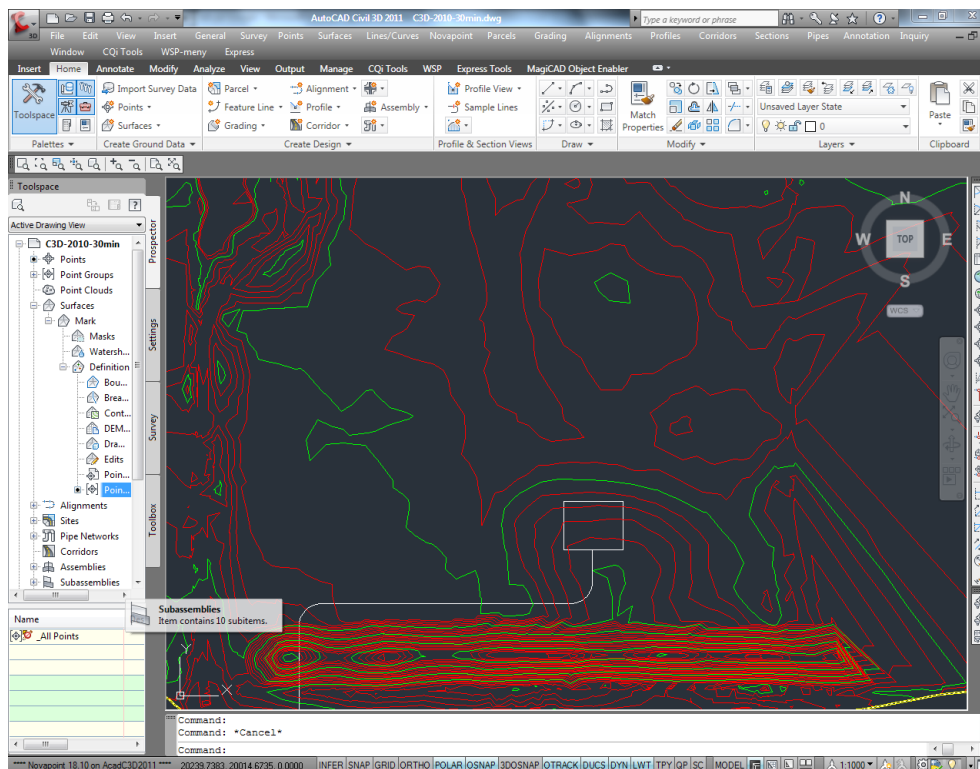 AutoCAD Civil 3D 2011 C3D-2010-30min.dwg
Type a keyword or phrase
3D
File Edit View Insert General Survey Points Surfaces Lines/Curves Novapoint Parcels Grading Alignments Profiles Corridors Sections Pipes Annotation Inquiry
Window CQi Tools WSP-meny Express
Insert Home Annotate Modify Analyze View Output Manage CQi Tools WSP Express Tools MagiCAD Object Enabler
Toolspace
Import Survey Data
Points
Surfaces
Parcel
Feature Line
Grading
Alignment
Profile
Corridor
Assembly
Profile View
Sample Lines
Match Properties
Unsaved Layer State
0
Paste
Palettes Create Ground Data Create Design Profile & Section Views Draw Modify Layers Clipboard
Toolspace
Active Drawing View
C3D-2010-30min
Points
Point Groups
Point Clouds
Surfaces
Mark
Masks
Watersh...
Definition
Bou...
Brea...
Cont...
DEM...
Dra...
Edits
Poin...
Poin...
Alignments
Sites
Pipe Networks
Corridors
Assemblies
Subassemblies
Prospector
Settings
Survey
Toolbox
N
W TOP E
S
WCS
Subassemblies
Item contains 10 subitems.
Name
_All Points
Y
X
Command:
Command: *Cancel*
Command:
**** Novapoint 18.10 on AcadC3D2011 **** 20239.7383, 20014.6735, 0.0000 INFER SNAP GRID ORTHO POLAR OSNAP 3DOSNAP OTRACK DUCS DYN LWT TPY QP SC MODEL 1:1000